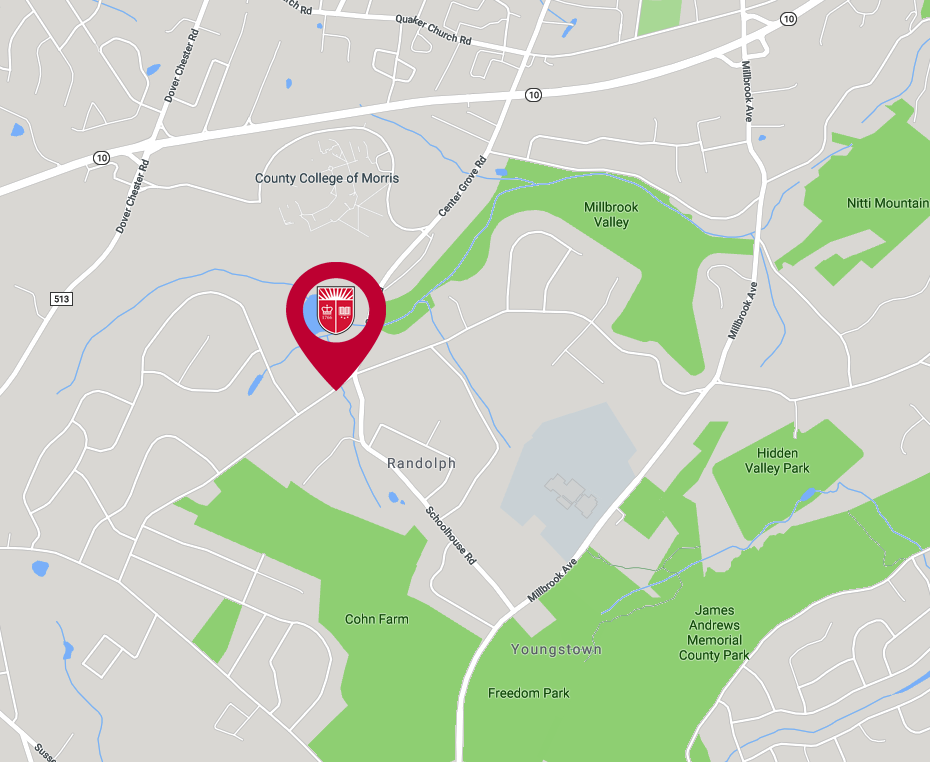 rch Rd
Quaker Church Rd
10
Dover Chester Rd
Millbrook Ave
10
10
County College of Morris
Center Grove Rd
Dover Chester Rd
Millbrook
Valley
Nitti Mountain
513
1766
Millbrook Ave
Randolph
Hidden
Valley Park
Schoolhouse Rd
Millbrook Ave
Cohn Farm
James
Andrews
Memorial
County Park
Youngstown
Freedom Park
Susse